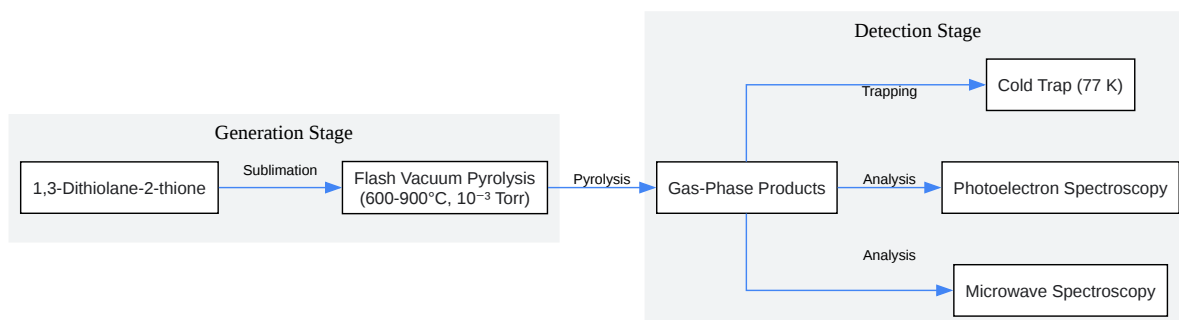 Detection Stage
Trapping
Cold Trap (77 K)
Generation Stage
1,3-Dithiolane-2-thione
Sublimation
Flash Vacuum Pyrolysis
(600-900°C, 10⁻³ Torr)
Pyrolysis
Gas-Phase Products
Analysis
Photoelectron Spectroscopy
Analysis
Microwave Spectroscopy